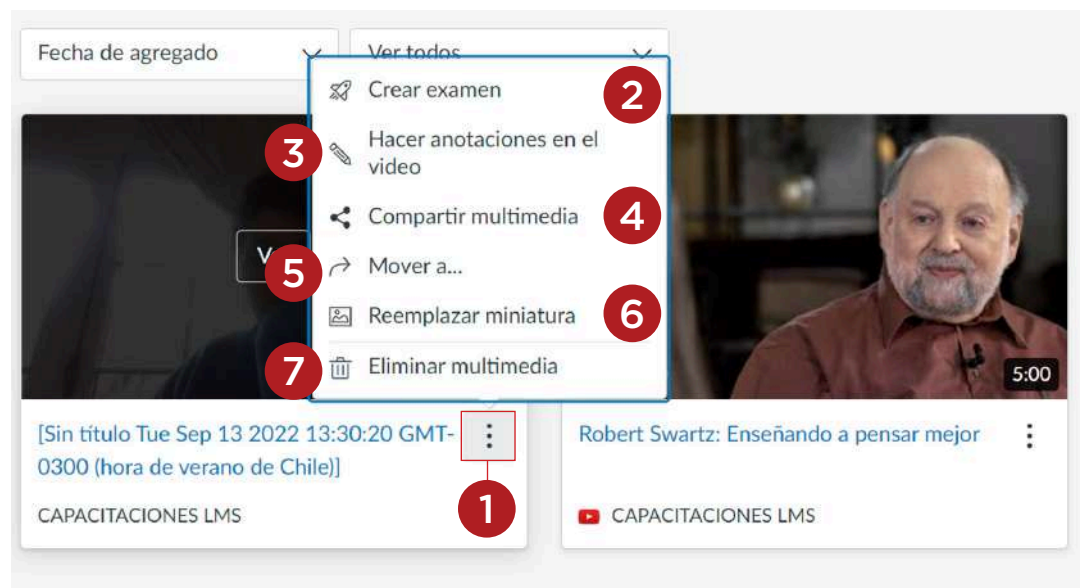 Fecha de agregado
Ver todos
Crear examen
2
3
Hacer anotaciones en el
video
Compartir multimedia
4
V
5
Mover a...
Reemplazar miniatura
6
7
Eliminar multimedia
5:00
[Sin título Tue Sep 13 2022 13:30:20 GMT-
0300 (hora de verano de Chile)]
Robert Swartz: Enseñando a pensar mejor
1
CAPACITACIONES LMS
CAPACITACIONES LMS